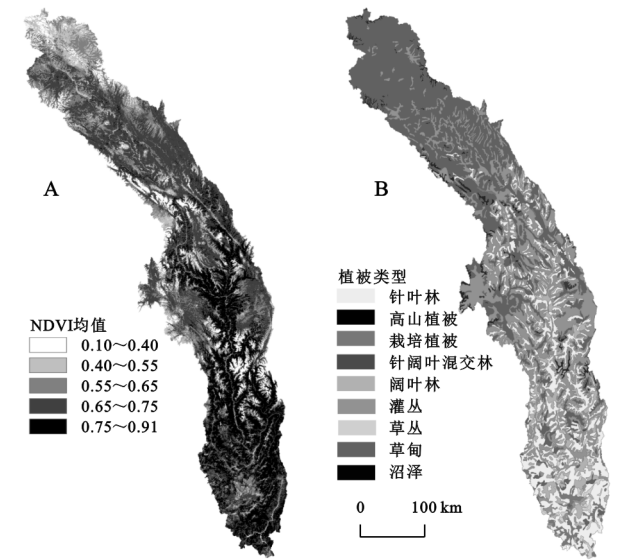 A
B
NDVI均值
0.10～0.40
0.40～0.55
0.55～0.65
0.65～0.75
0.75～0.91
植被类型
针叶林
高山植被
栽培植被
针阔叶混交林
阔叶林
灌丛
草丛
草甸
沼泽
0 100 km